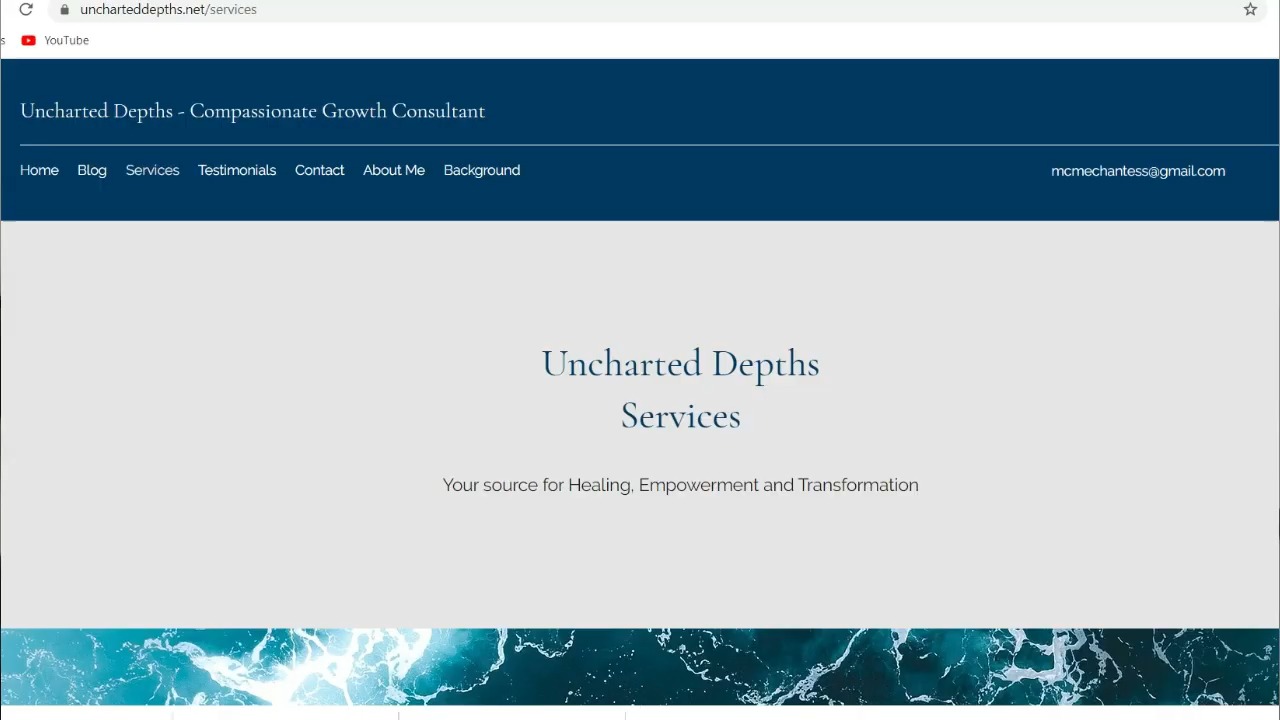 uncharteddepths.net/services
s YouTube
Uncharted Depths - Compassionate Growth Consultant
Home Blog Services Testimonials Contact About Me Background mcmechantess@gmail.com
Uncharted Depths
Services
Your source for Healing, Empowerment and Transformation